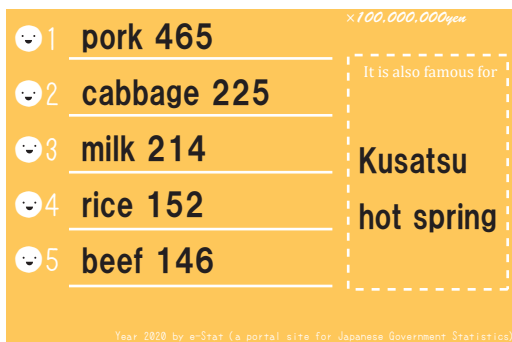 ×100,000,000yen
1 pork 465
2 cabbage 225
3 milk 214
4 rice 152
5 beef 146
It is also famous for
Kusatsu
hot spring
Year 2020 by e-Stat (a portal site for Japanese Government Statistics)